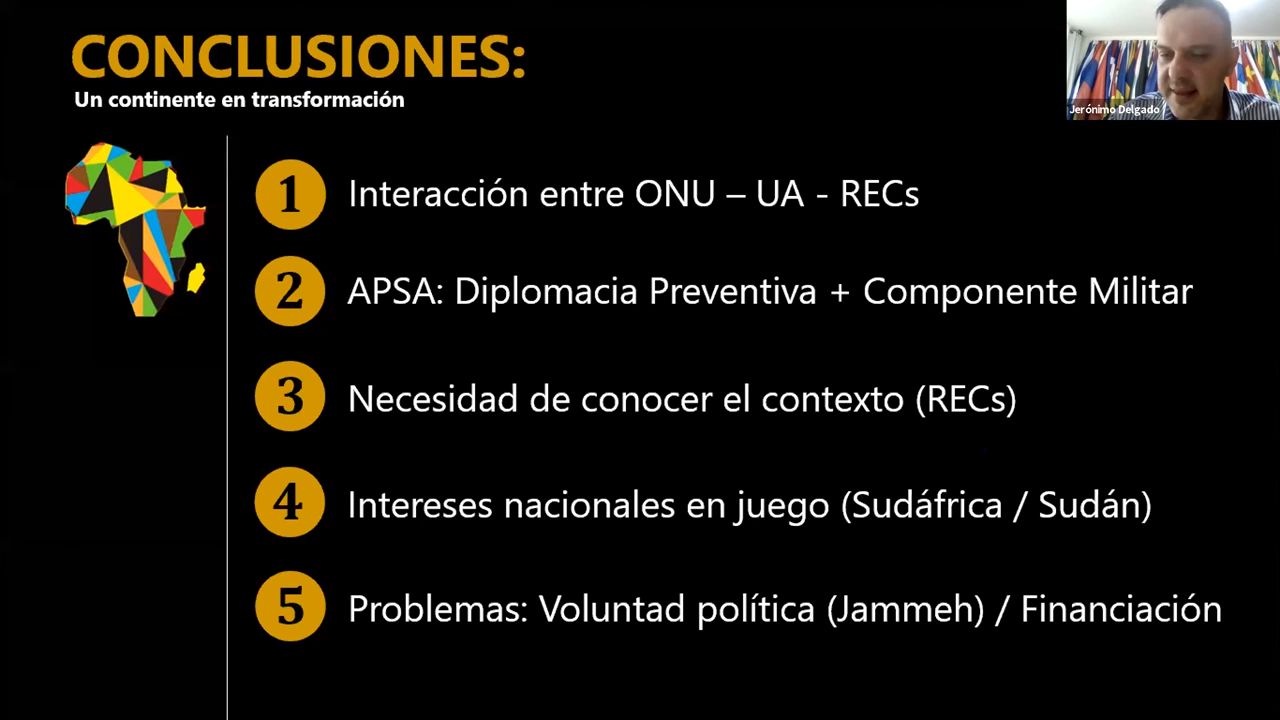 CONCLUSIONES:
Un continente en transformación
Jerónimo Delgado
1 Interacción entre ONU – UA - RECs
2 APSA: Diplomacia Preventiva + Componente Militar
3 Necesidad de conocer el contexto (RECs)
4 Intereses nacionales en juego (Sudáfrica / Sudán)
5 Problemas: Voluntad política (Jammeh) / Financiación